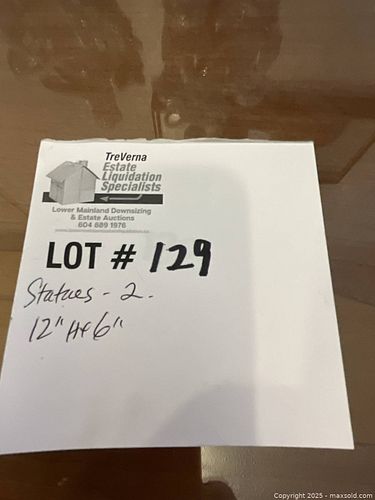 TreVerna
Estate
Liquidation
Specialists
Lower Mainland Downsizing
& Estate Auctions
604 889 1976
LOT # 129
Statues - 2.
12" H+ 6"
Copyright 2025 - maxsold.com